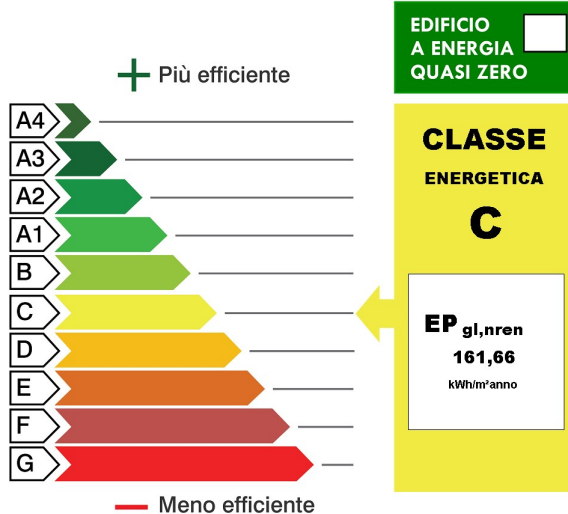 EDIFICIO
A ENERGIA
QUASI ZERO
+ Più efficiente
A4
A3
A2
A1
B
C
D
E
F
G
— Meno efficiente
CLASSE
ENERGETICA
C
EP gl,nren
161,66
kWh/m²anno